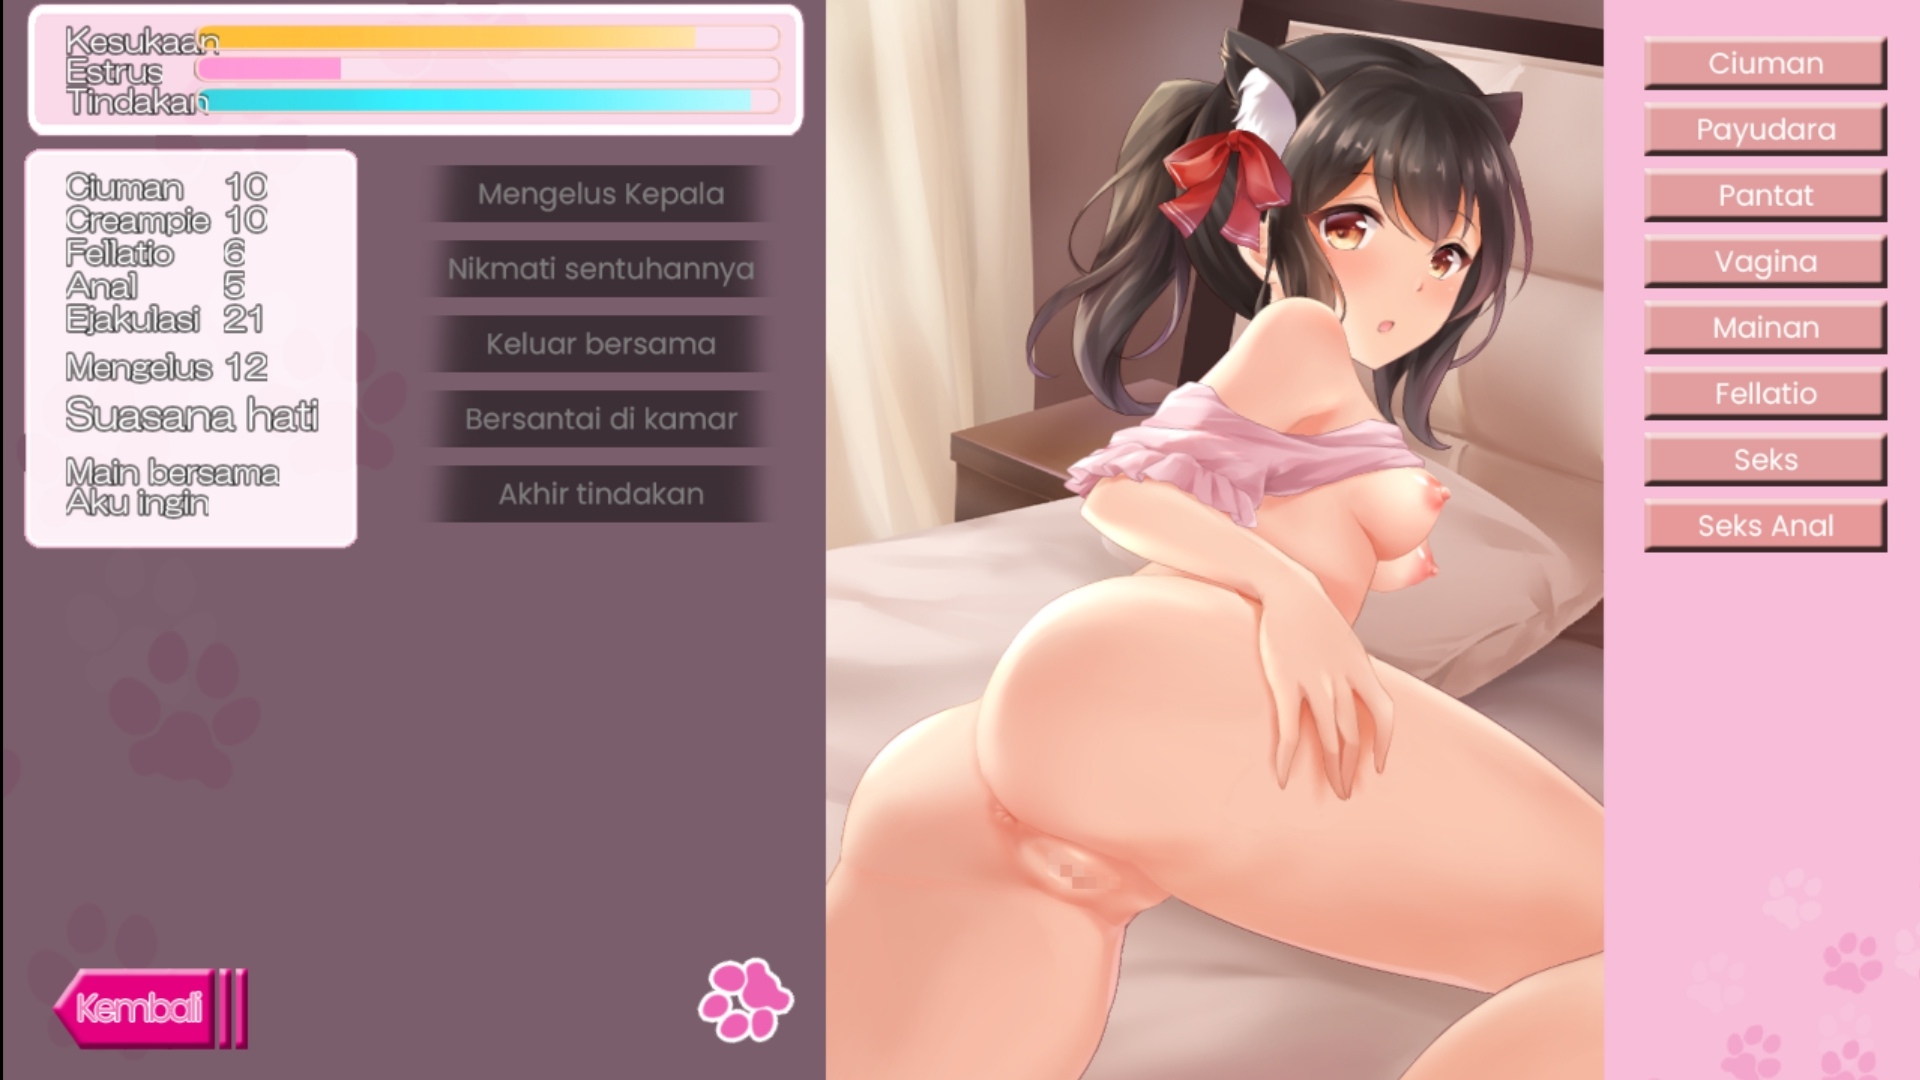 Kesukaan
Estrus
Tindakan
Ciuman 10
Creampie 10
Fellatio 6
Anal 5
Ejakulasi 21
Mengelus 12
Suasana hati
Main bersama
Aku ingin
Mengelus Kepala
Nikmati sentuhannya
Keluar bersama
Bersantai di kamar
Akhir tindakan
Kembali
Ciuman
Payudara
Pantat
Vagina
Mainan
Fellatio
Seks
Seks Anal